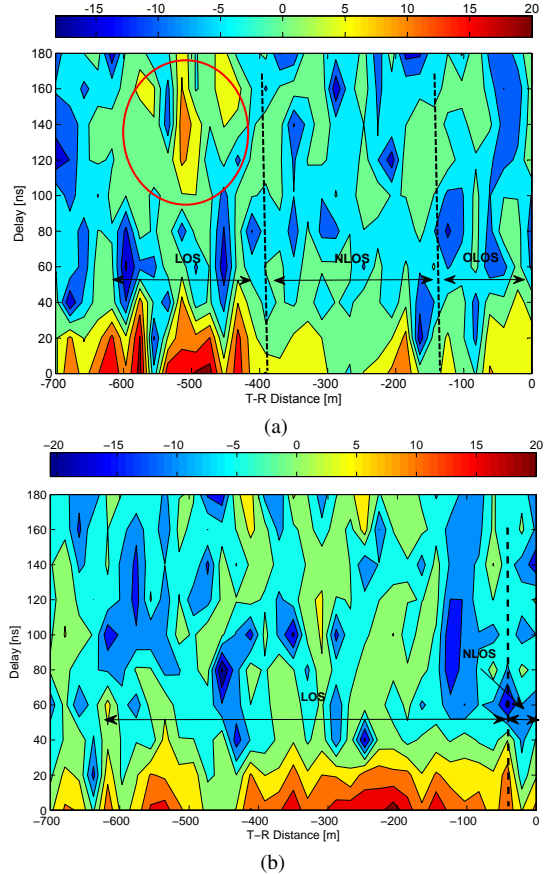 -15 -10 -5 0 5 10 15 20
180
160
140
120
100
80
60
40
20
0
Delay [ns]
LOS NLOS OLOS
-700 -600 -500 -400 -300 -200 -100 0
T-R Distance [m]
(a)
−20 −15 −10 −5 0 5 10 15 20
180
160
140
120
100
80
60
40
20
0
Delay [ns]
NLOS
LOS
−700 −600 −500 −400 −300 −200 −100 0
T−R Distance [m]
(b)